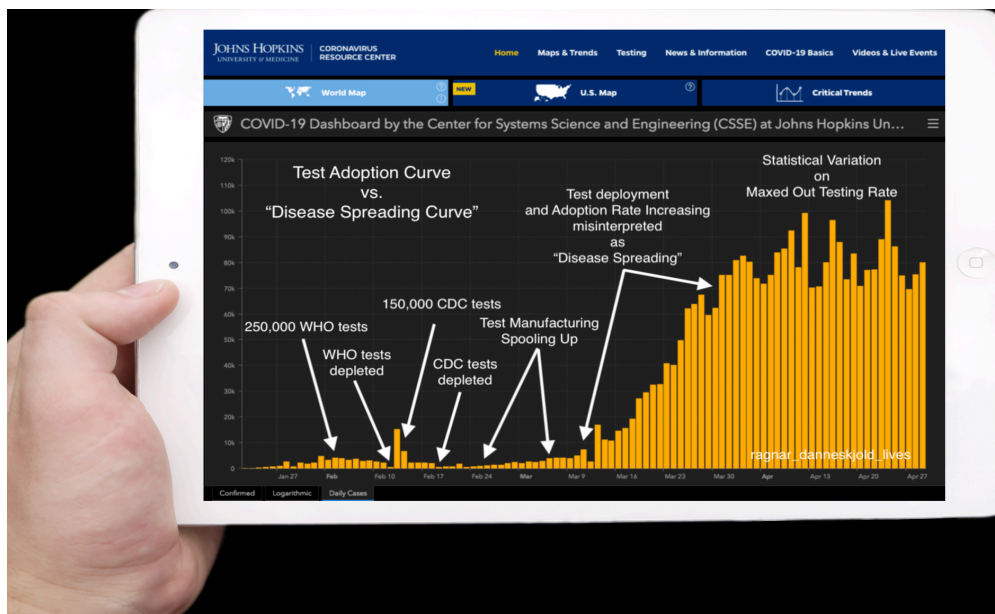 JOHNS HOPKINS
UNIVERSITY & MEDICINE
CORONAVIRUS
RESOURCE CENTER
Home Maps & Trends Testing News & Information COVID-19 Basics Videos & Live Events
World Map
NEW
U.S. Map
Critical Trends
COVID-19 Dashboard by the Center for Systems Science and Engineering (CSSE) at Johns Hopkins Un...
120k
110k
100k
90k
80k
70k
60k
50k
40k
30k
20k
10k
0
Test Adoption Curve
vs.
“Disease Spreading Curve”
Statistical Variation
on
Maxed Out Testing Rate
Test deployment
and Adoption Rate Increasing
misinterpreted
as
“Disease Spreading”
150,000 CDC tests
250,000 WHO tests
Test Manufacturing
Spooling Up
WHO tests
depleted
CDC tests
depleted
ragnar_danneskjold_lives
Jan 27 Feb Feb 10 Feb 17 Feb 24 Mar Mar 9 Mar 16 Mar 23 Mar 30 Apr Apr 13 Apr 20 Apr 27
Confirmed Logarithmic Daily Cases